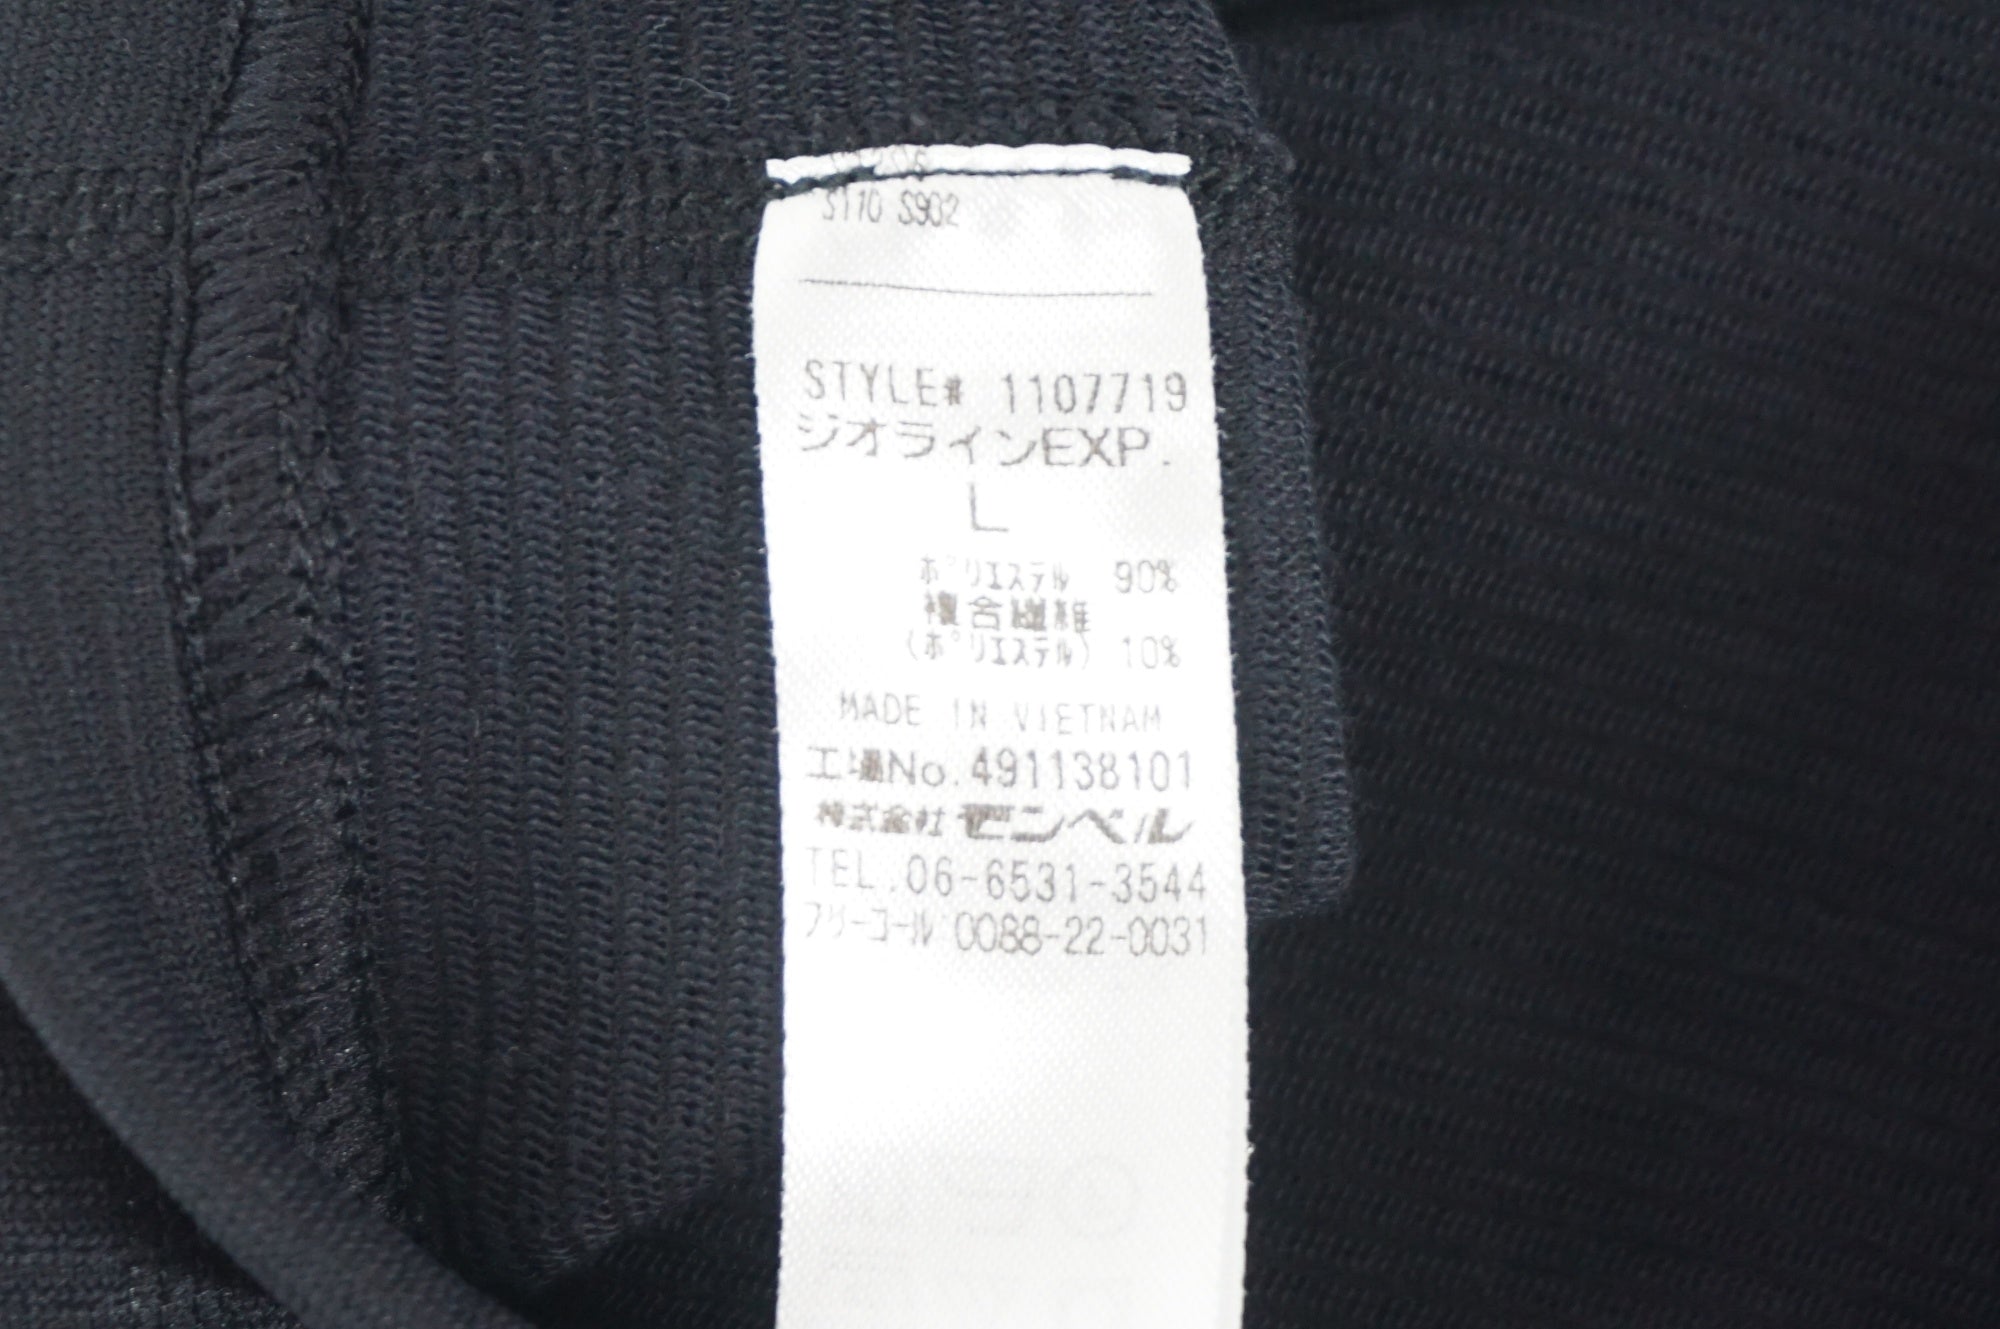 S110 S902
STYLE# 1107719
ジオラインEXP.
L
ポリエステル 90%
複合繊維
(ポリエステル) 10%
MADE IN VIETNAM
工場No.491138101
株式会社モンベル
TEL.06-6531-3544
フリーコール 0088-22-0031